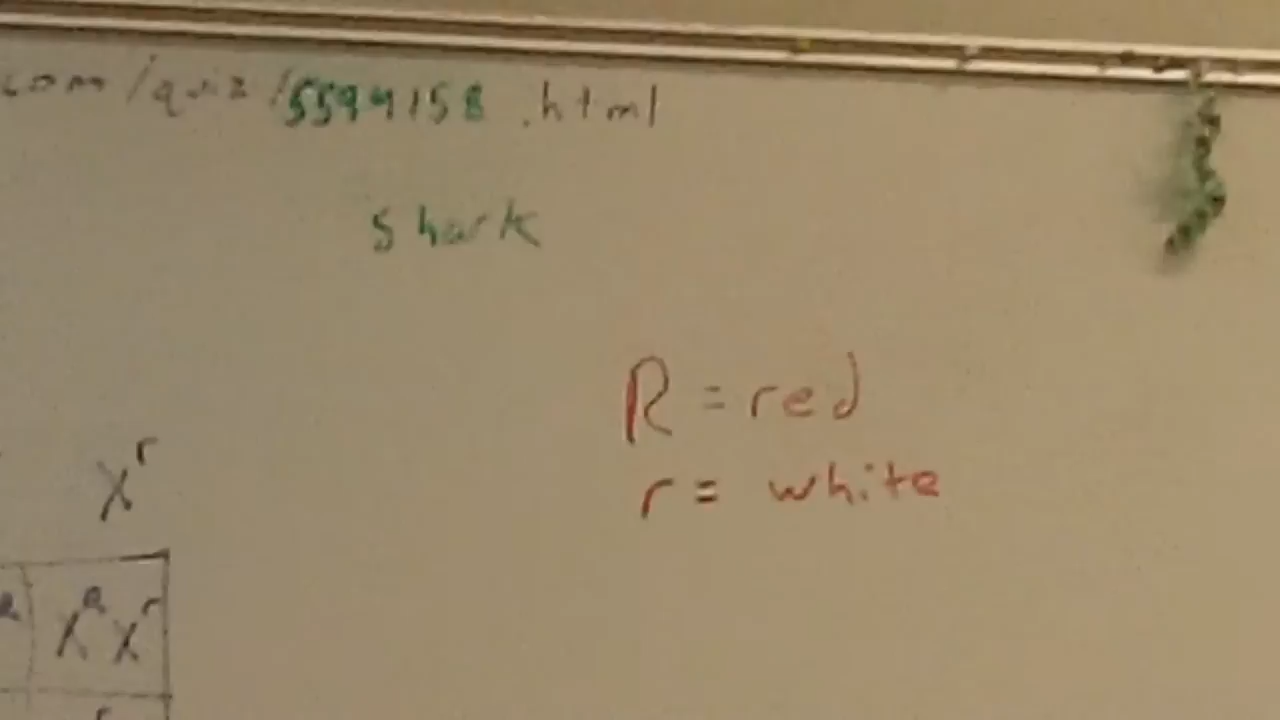 com/quiz/5594158.html
shark
R = red
r = white
X^r
X^R X^r